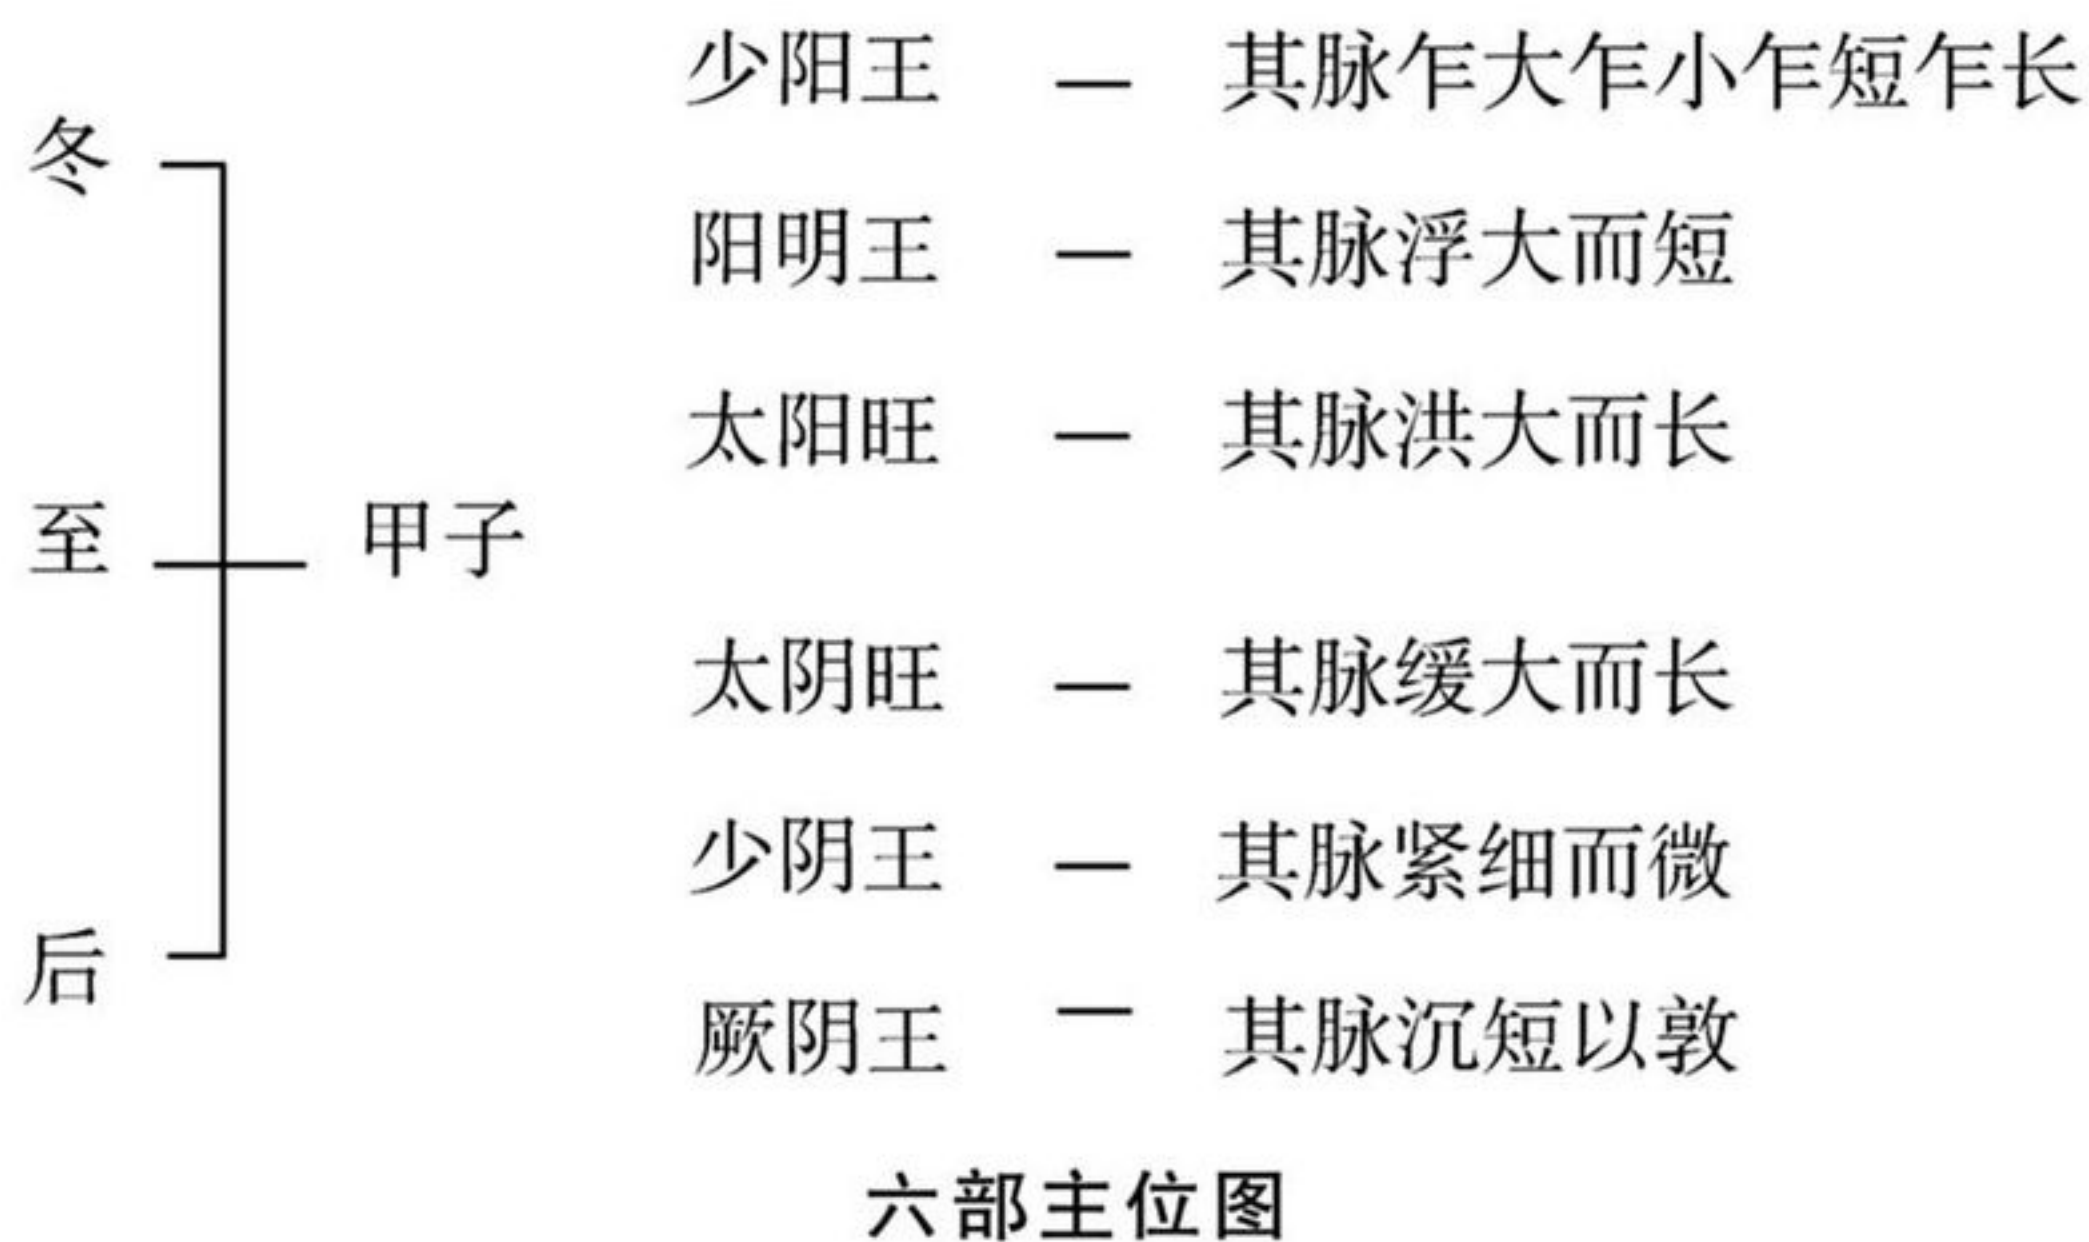 冬
至
后
甲子
少阳王 — 其脉乍大乍小乍短乍长
阳明王 — 其脉浮大而短
太阳旺 — 其脉洪大而长
太阴旺 — 其脉缓大而长
少阴王 — 其脉紧细而微
厥阴王 — 其脉沉短以敦
六部主位图